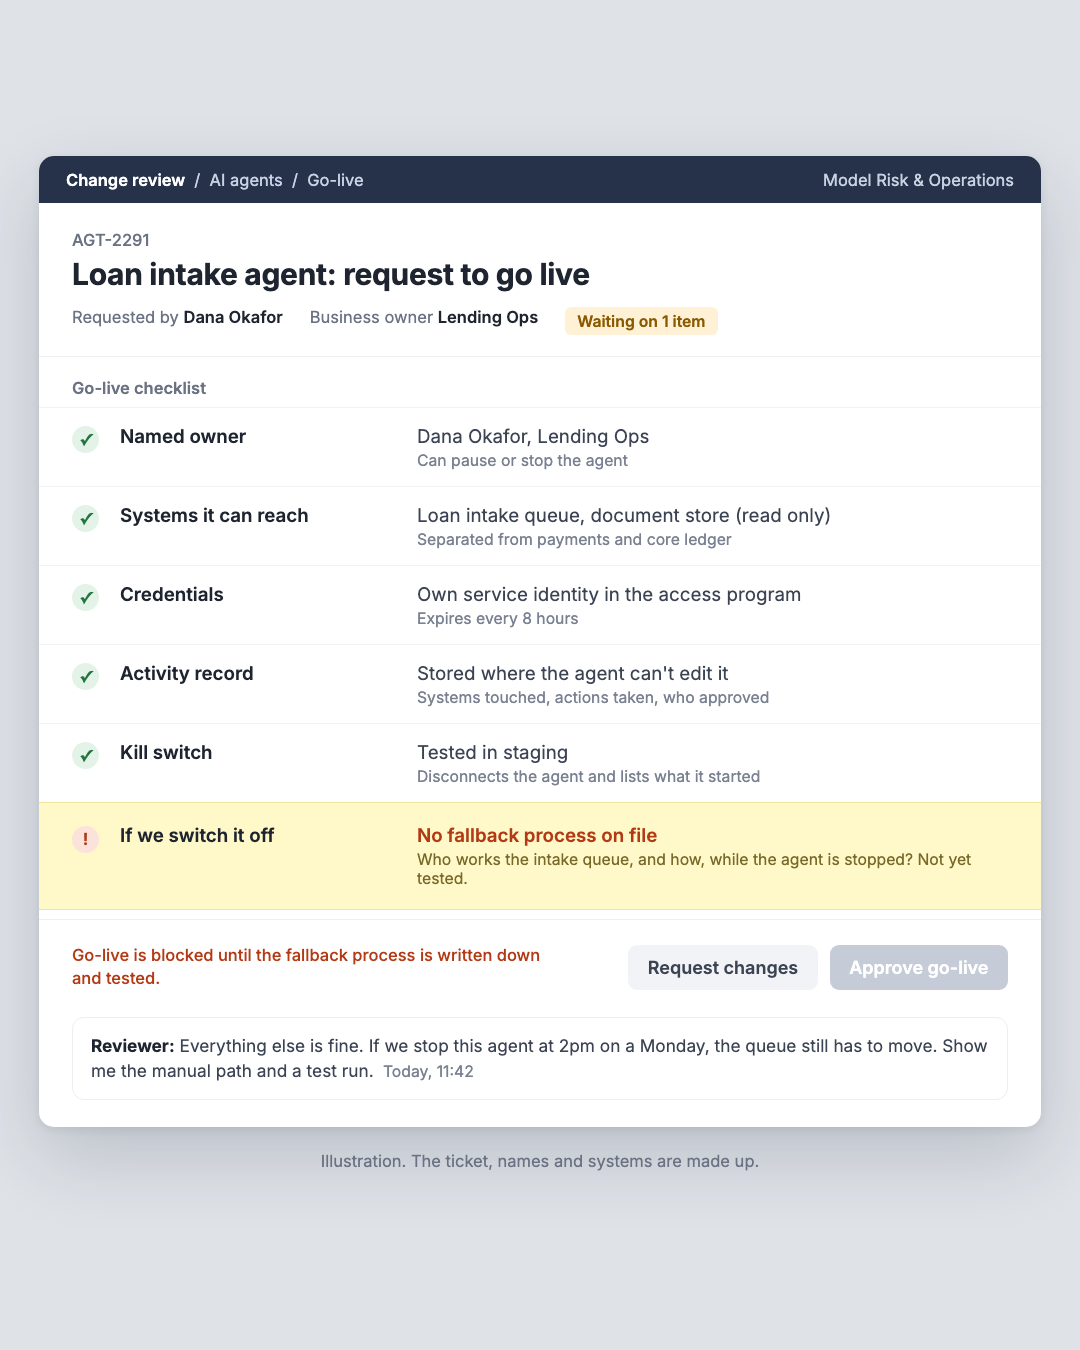 Change review / AI agents / Go-live
Model Risk & Operations
AGT-2291
Loan intake agent: request to go live
Requested by Dana Okafor
Business owner Lending Ops
Waiting on 1 item
Go-live checklist
Named owner
Dana Okafor, Lending Ops
Can pause or stop the agent
Systems it can reach
Loan intake queue, document store (read only)
Separated from payments and core ledger
Credentials
Own service identity in the access program
Expires every 8 hours
Activity record
Stored where the agent can't edit it
Systems touched, actions taken, who approved
Kill switch
Tested in staging
Disconnects the agent and lists what it started
!
If we switch it off
No fallback process on file
Who works the intake queue, and how, while the agent is stopped? Not yet
tested.
Go-live is blocked until the fallback process is written down
and tested.
Request changes
Approve go-live
Reviewer: Everything else is fine. If we stop this agent at 2pm on a Monday, the queue still has to move. Show
me the manual path and a test run. Today, 11:42
Illustration. The ticket, names and systems are made up.